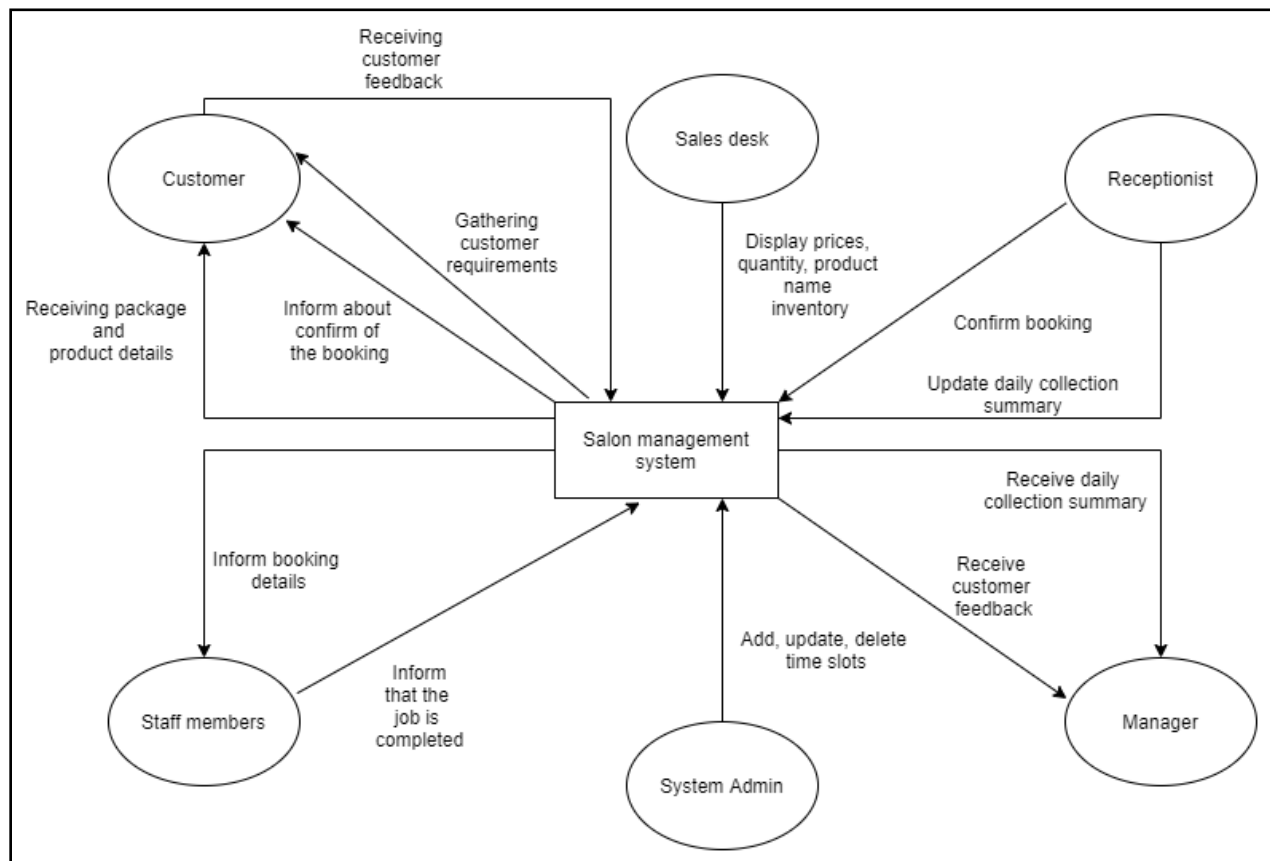 Receiving
customer
feedback
Customer
Sales desk
Receptionist
Gathering
customer
requirements
Display prices,
quantity, product
name
inventory
Receiving package
and
product details
Inform about
confirm of
the booking
Confirm booking
Update daily collection
summary
Salon management
system
Receive daily
collection summary
Inform booking
details
Receive
customer
feedback
Add, update, delete
time slots
Inform
that the
job is
completed
Staff members
Manager
System Admin